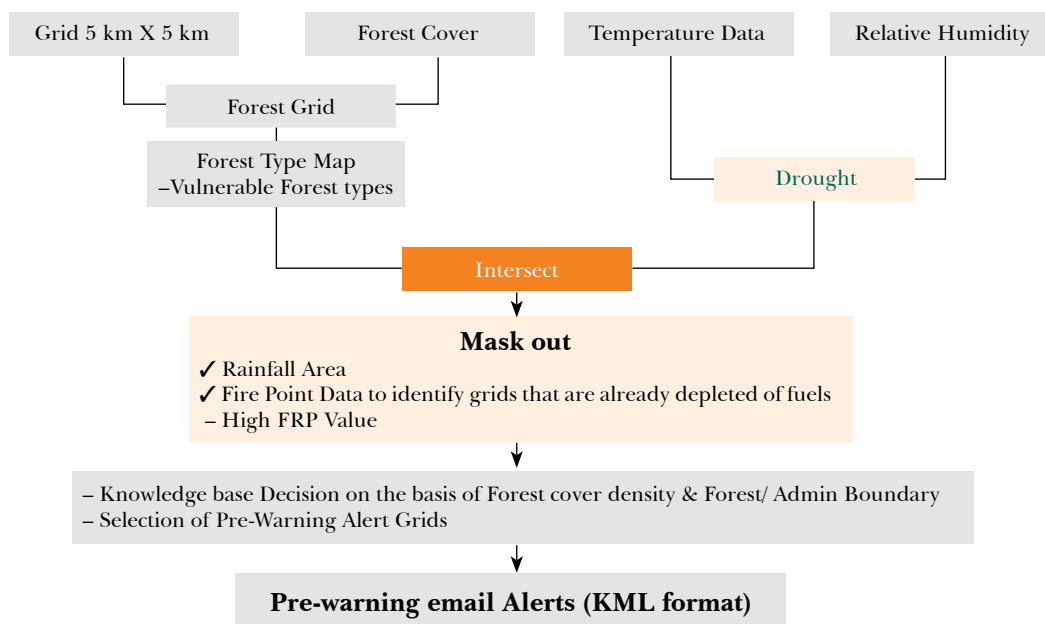 Grid 5 km X 5 km
Forest Cover
Temperature Data
Relative Humidity
Forest Grid
Forest Type Map
–Vulnerable Forest types
Drought
Intersect
Mask out
✓ Rainfall Area
✓ Fire Point Data to identify grids that are already depleted of fuels
– High FRP Value
– Knowledge base Decision on the basis of Forest cover density & Forest/ Admin Boundary
– Selection of Pre-Warning Alert Grids
Pre-warning email Alerts (KML format)